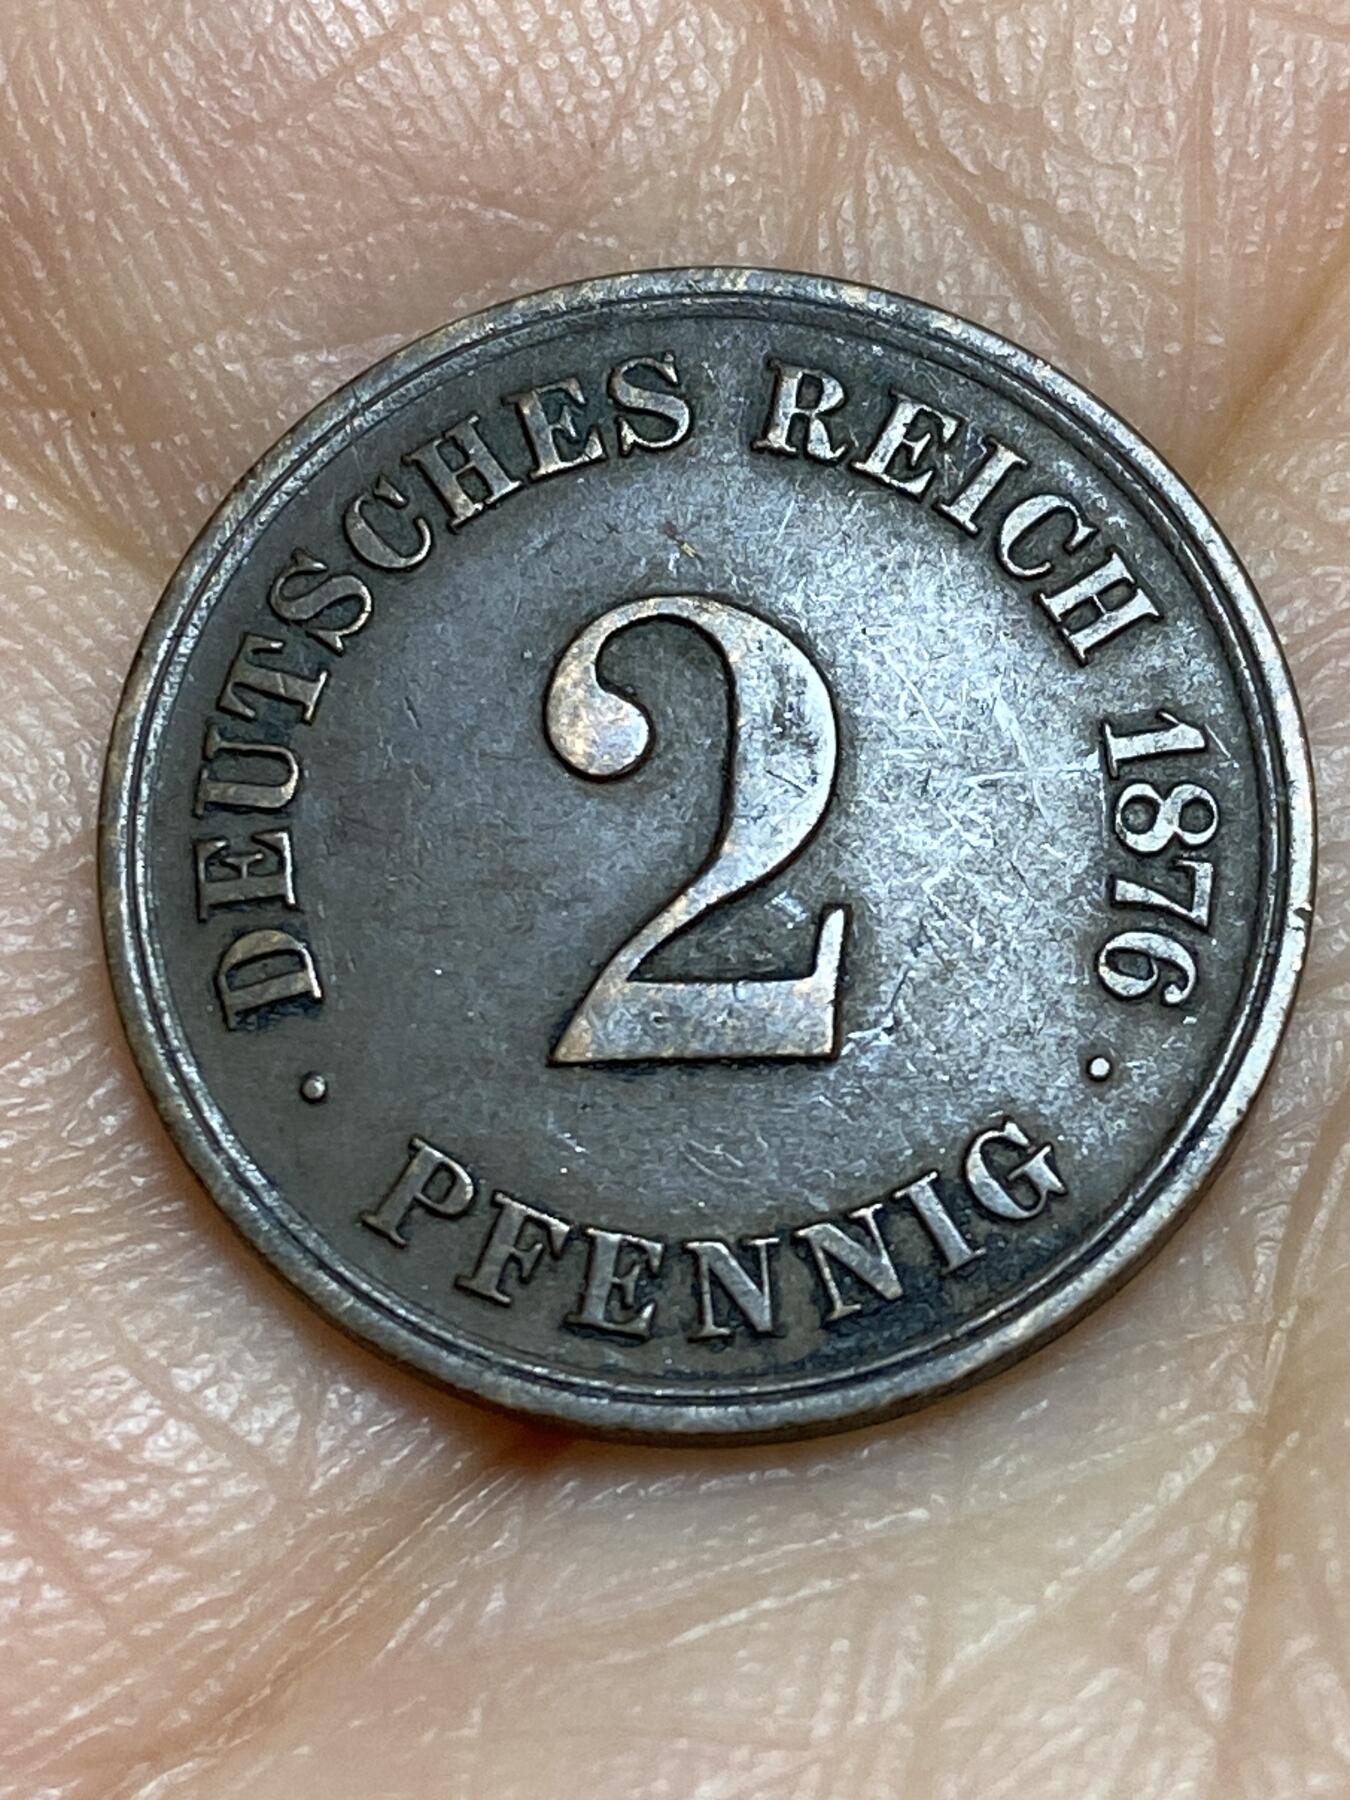 DEUTSCHES REICH 1876
2
· PFENNIG ·